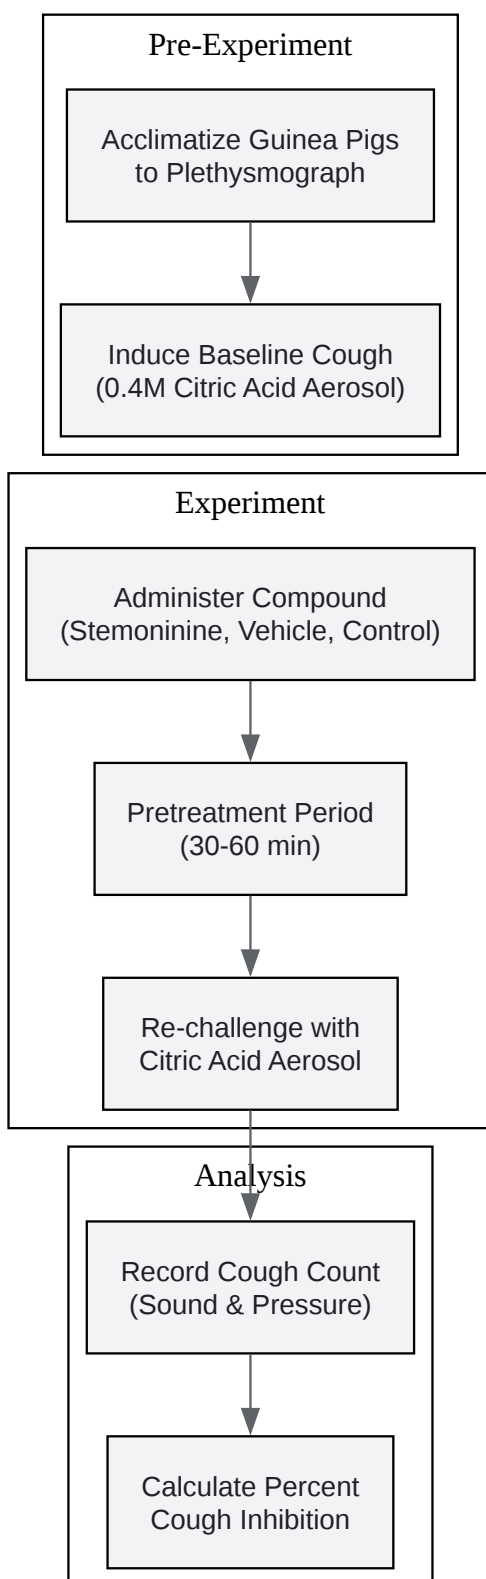 Pre-Experiment
Acclimatize Guinea Pigs
to Plethysmograph
Induce Baseline Cough
(0.4M Citric Acid Aerosol)
Experiment
Administer Compound
(Stemoninine, Vehicle, Control)
Pretreatment Period
(30-60 min)
Re-challenge with
Citric Acid Aerosol
Analysis
Record Cough Count
(Sound & Pressure)
Calculate Percent
Cough Inhibition